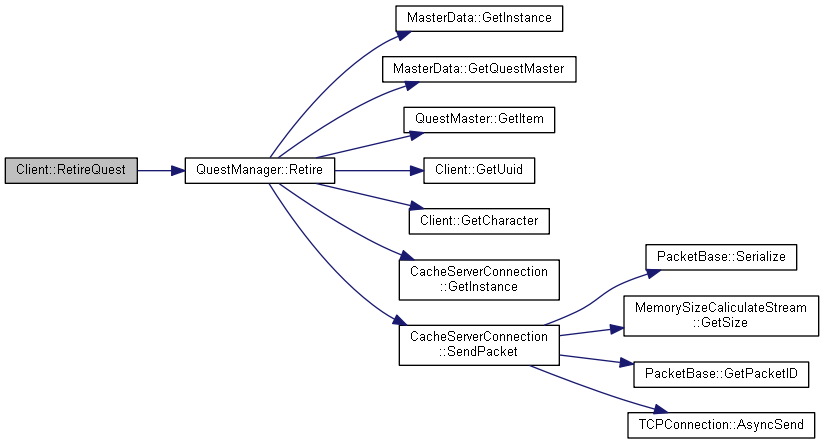 Client::RetireQuest
QuestManager::Retire
MasterData::GetInstance
MasterData::GetQuestMaster
QuestMaster::GetItem
Client::GetUuid
Client::GetCharacter
CacheServerConnection
::GetInstance
CacheServerConnection
::SendPacket
PacketBase::Serialize
MemorySizeCaliculateStream
::GetSize
PacketBase::GetPacketID
TCPConnection::AsyncSend